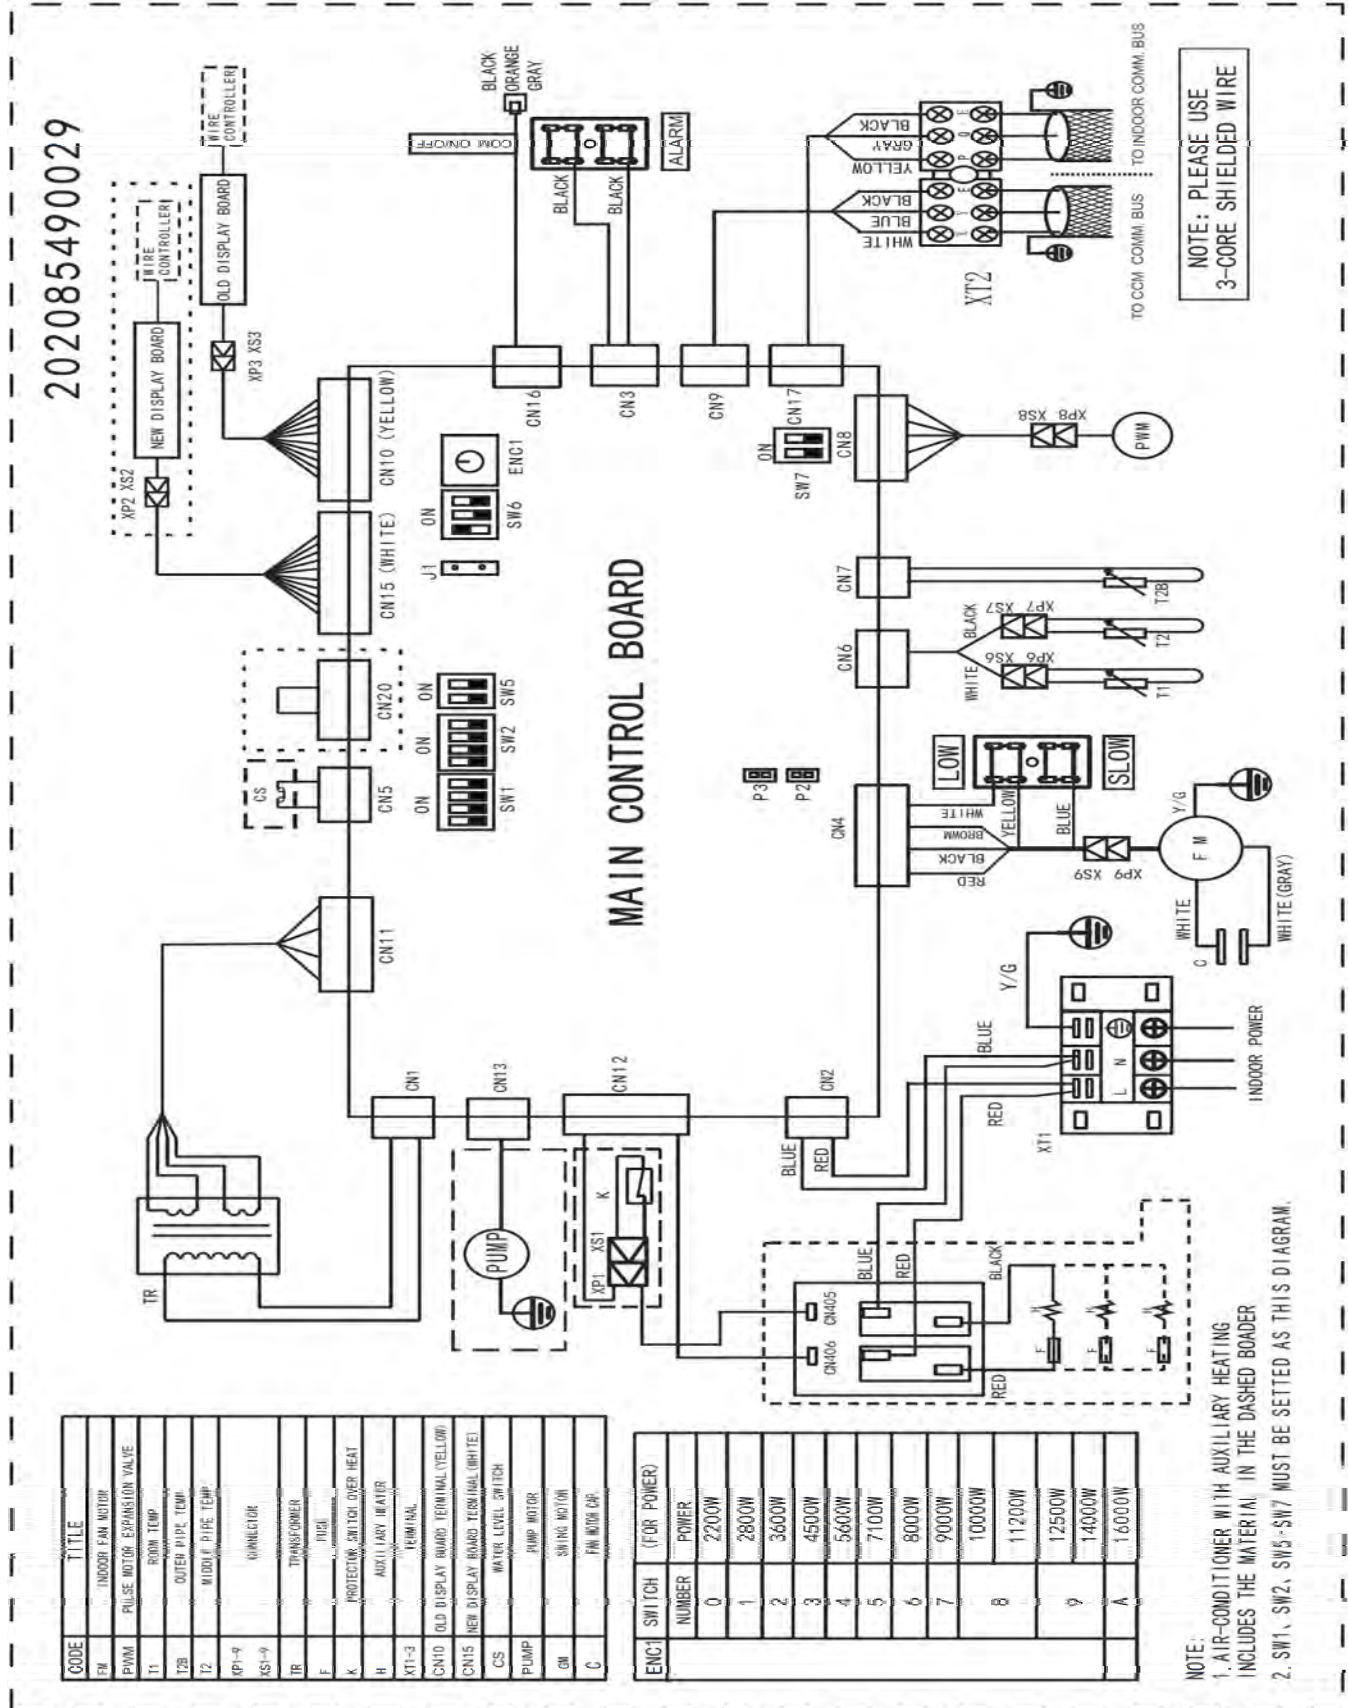 202085490029
WIRE
CONTROLLER
NEW DISPLAY BOARD
XP2 XS2
WIRE
CONTROLLER
OLD DISPLAY BOARD
XP3 XS3
CN10 (YELLOW)
CN15 (WHITE)
CN20
CS
CN5
CN11
TR
CN1
CN13
PUMP
CN12
XP1
XS1
K
CN2
BLUE
RED
COM ON/OFF
BLACK
ORANGE
GRAY
CN16
ALARM
BLACK
BLACK
CN3
CN9
CN17
YELLOW
GRAY
BLACK
WHITE
BLUE
BLACK
P
Q
E
X
Y
E
XT2
TO CCM COMM. BUS
TO INDOOR COMM. BUS
NOTE: PLEASE USE
3-CORE SHIELDED WIRE
MAIN CONTROL BOARD
ON
SW1
ON
SW2
ON
SW5
J1
ON
SW6
ENC1
ON
SW7
CN8
XP8 XS8
PWM
CN7
T2B
CN6
WHITE
BLACK
XP6 XS6
XP7 XS7
T1
T2
P3
P2
CN4
RED
BLACK
BROWM
WHITE
YELLOW
BLUE
LOW
SLOW
XP9 XS9
F M
Y/G
WHITE
WHITE(GRAY)
C
Y/G
BLUE
RED
XT1
L
N
INDOOR POWER
CN406
CN405
BLUE
RED
BLACK
RED
F
H
F
H
F
H
CODE TITLE
FM INDOOR FAN MOTOR
PWM PULSE MOTOR EXPANSION VALVE
T1 ROOM TEMP
T2B OUTER PIPE TEMP
T2 MIDDLE PIPE TEMP
XP1-9
XS1-9
CONNECTOR
TR TRANSFORMER
F FUSE
K PROTECTOR SWITCH OVER HEAT
H AUXILIARY HEATER
XT1-3 TERMINAL
CN10 OLD DISPLAY BOARD TERMINAL(YELLOW)
CN15 NEW DISPLAY BOARD TERMINAL(WHITE)
CS WATER LEVEL SWITCH
PUMP PUMP MOTOR
GM SWING MOTOR
C FAN MOTOR CAP.
ENC1 SWITCH (FOR POWER)
NUMBER POWER
0 2200W
1 2800W
2 3600W
3 4500W
4 5600W
5 7100W
6 8000W
7 9000W
8 10000W
11200W
9 12500W
14000W
A 16000W
NOTE:
1. AIR-CONDITIONER WITH AUXILIARY HEATING
INCLUDES THE MATERIAL IN THE DASHED BOADER
2. SW1、SW2、SW5-SW7 MUST BE SETTED AS THIS DIAGRAM.